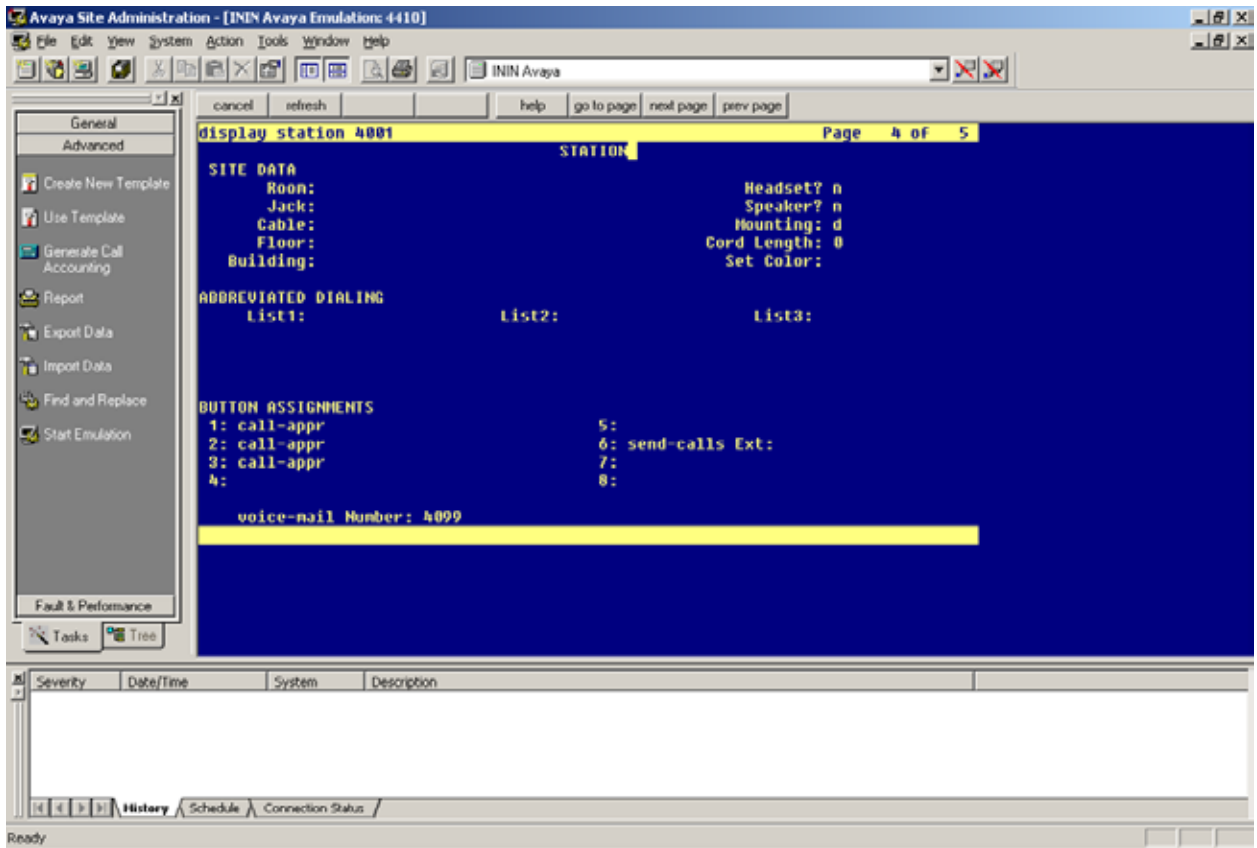 Avaya Site Administration - [ININ Avaya Emulation: 4410]
File Edit View System Action Tools Window Help
ININ Avaya
cancel refresh help go to page next page prev page
General
Advanced
Create New Template
Use Template
Generate Call
Accounting
Report
Export Data
Import Data
Find and Replace
Start Emulation
Fault & Performance
Tasks Tree
display station 4001 Page 4 of 5
STATION
SITE DATA
Room: Headset? n
Jack: Speaker? n
Cable: Mounting: d
Floor: Cord Length: 0
Building: Set Color:
ABBREVIATED DIALING
List1: List2: List3:
BUTTON ASSIGNMENTS
1: call-appr 5:
2: call-appr 6: send-calls Ext:
3: call-appr 7:
4: 8:
voice-mail Number: 4099
Severity Date/Time System Description
History Schedule Connection Status
Ready